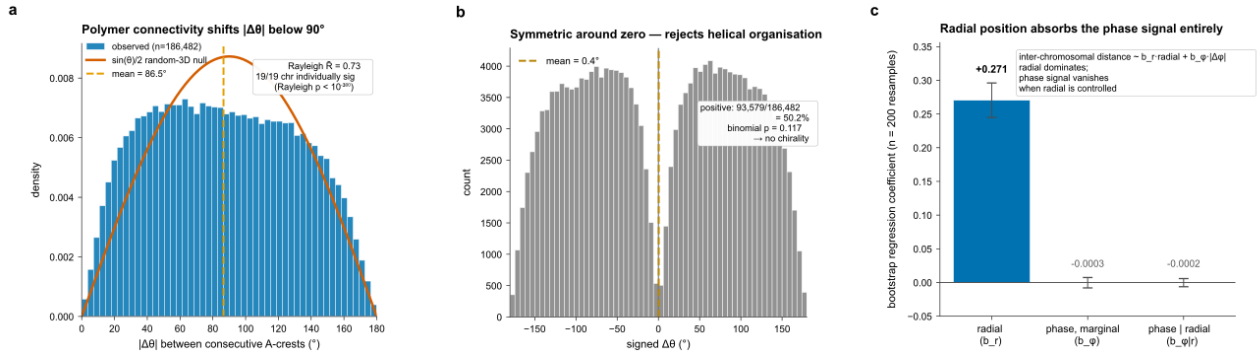 a
Polymer connectivity shifts |Δθ| below 90°
observed (n=186,482)
sin(θ)/2 random-3D null
mean = 86.5°
Rayleigh R̄ = 0.73
19/19 chr individually sig
(Rayleigh p < 10⁻³⁰⁰)
0.008
0.006
0.004
0.002
0.000
density
0 20 40 60 80 100 120 140 160 180
|Δθ| between consecutive A-crests (°)
b
Symmetric around zero — rejects helical organisation
mean = 0.4°
positive: 93,579/186,482
= 50.2%
binomial p = 0.117
→ no chirality
4000
3500
3000
2500
2000
1500
1000
500
0
count
−150 −100 −50 0 50 100 150
signed Δθ (°)
c
Radial position absorbs the phase signal entirely
inter-chromosomal distance ~ b_r·radial + b_φ·|Δφ|
radial dominates;
phase signal vanishes
when radial is controlled
+0.271
-0.0003
-0.0002
0.35
0.30
0.25
0.20
0.15
0.10
0.05
0.00
−0.05
bootstrap regression coefficient (n = 200 resamples)
radial
(b_r)
phase, marginal
(b_φ)
phase | radial
(b_φ|r)